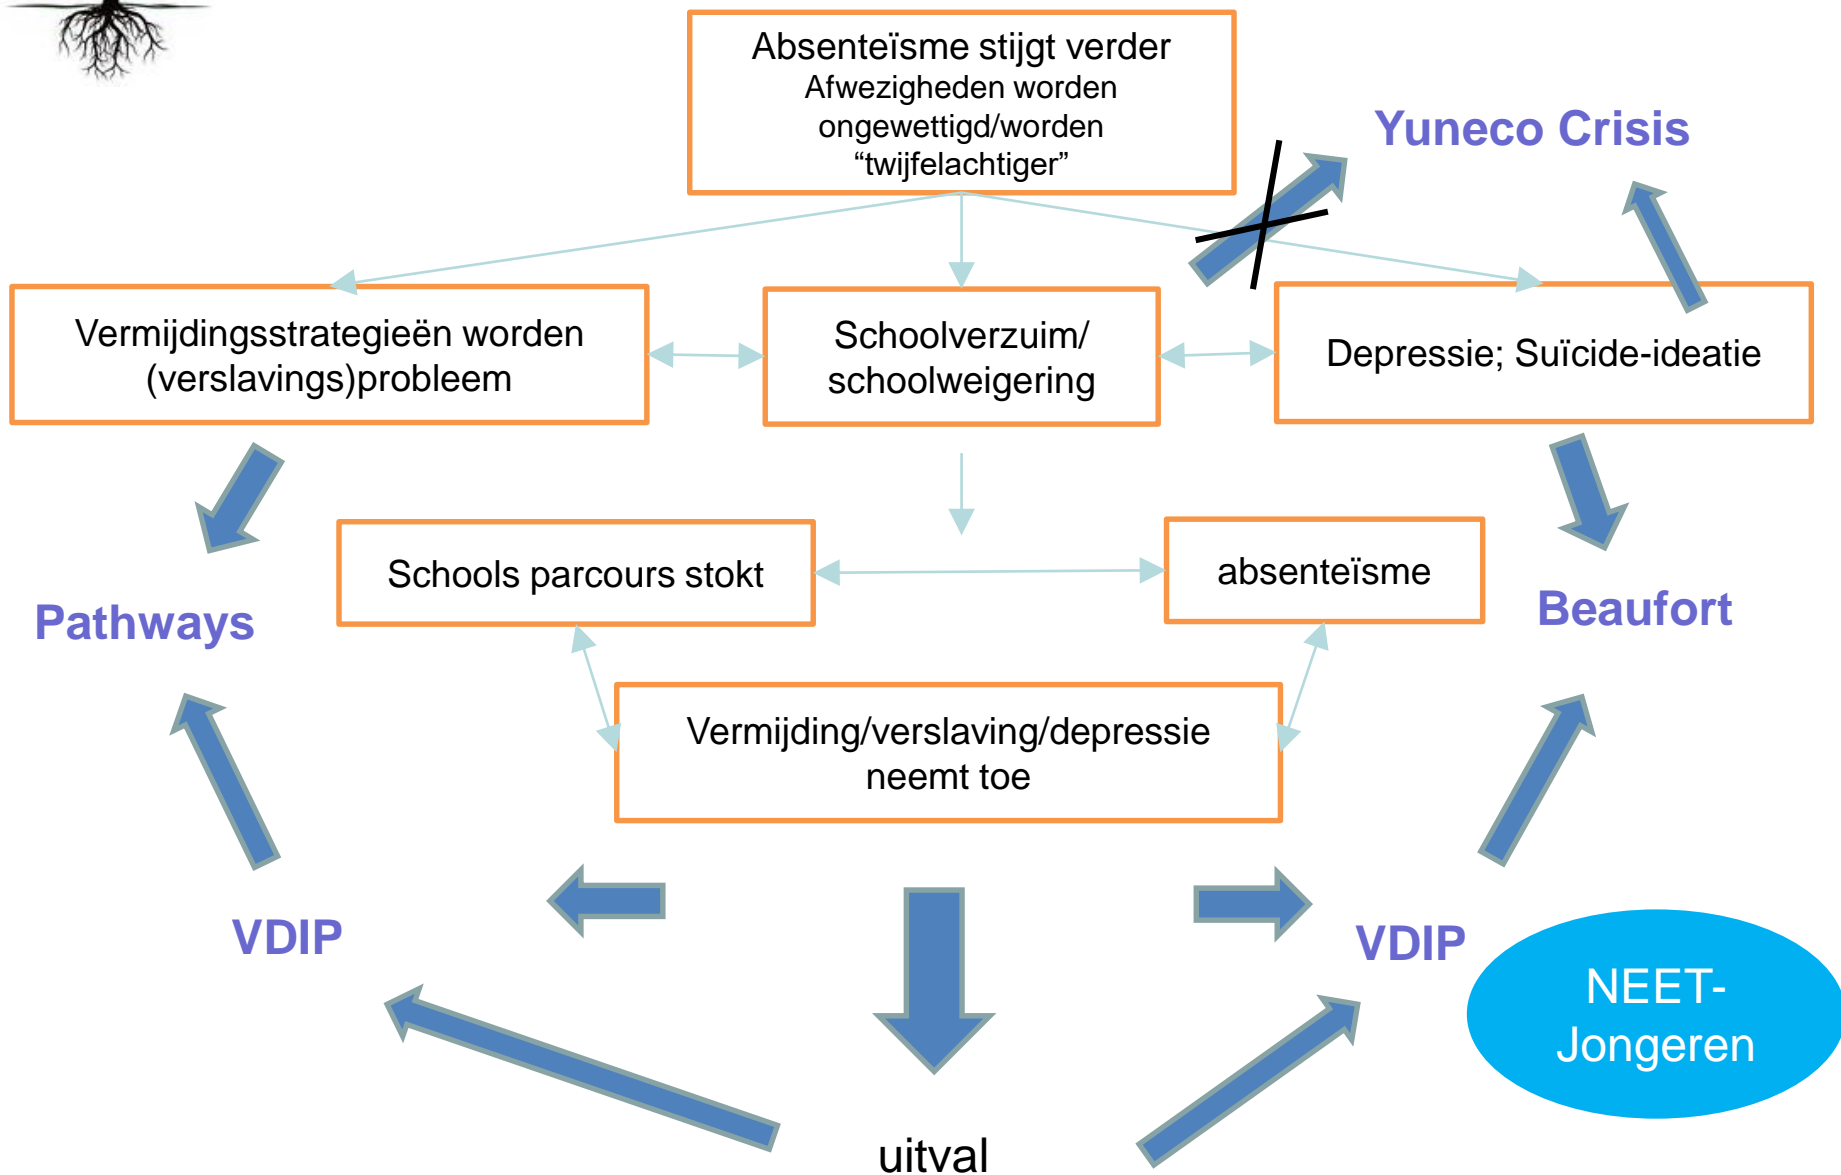 Absenteïsme stijgt verder
Afwezigheden worden
ongewettigd/worden
“twijfelachtiger”
Yuneco Crisis
Vermijdingsstrategieën worden
(verslavings)probleem
Schoolverzuim/
schoolweigering
Depressie; Suïcide-ideatie
Schools parcours stokt
absenteïsme
Pathways
Beaufort
Vermijding/verslaving/depressie
neemt toe
VDIP
VDIP
NEET-
Jongeren
uitval